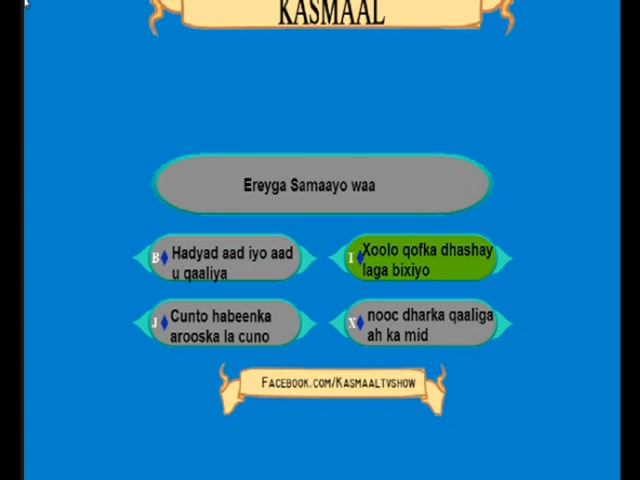 KASMAAL
Ereyga Samaayo waa
B Hadyad aad iyo aad
u qaaliya
I Xoolo qofka dhashay
laga bixiyo
J Cunto habeenka
arooska la cuno
X nooc dharka qaaliga
ah ka mid
FACEBOOK.COM/KASMAALTVSHOW